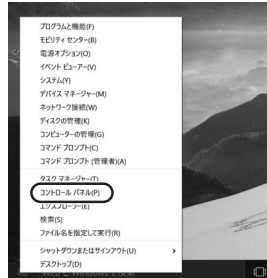 プログラムと機能(F)
モビリティ センター(B)
電源オプション(O)
イベント ビューアー(V)
システム(Y)
デバイス マネージャー(M)
ネットワーク接続(W)
ディスクの管理(K)
コンピューターの管理(G)
コマンド プロンプト(C)
コマンド プロンプト (管理者)(A)
タスク マネージャー(T)
コントロール パネル(P)
エクスプローラー(E)
検索(S)
ファイル名を指定して実行(R)
シャットダウンまたはサインアウト(U)
デスクトップ(D)
Web と Windows を検索